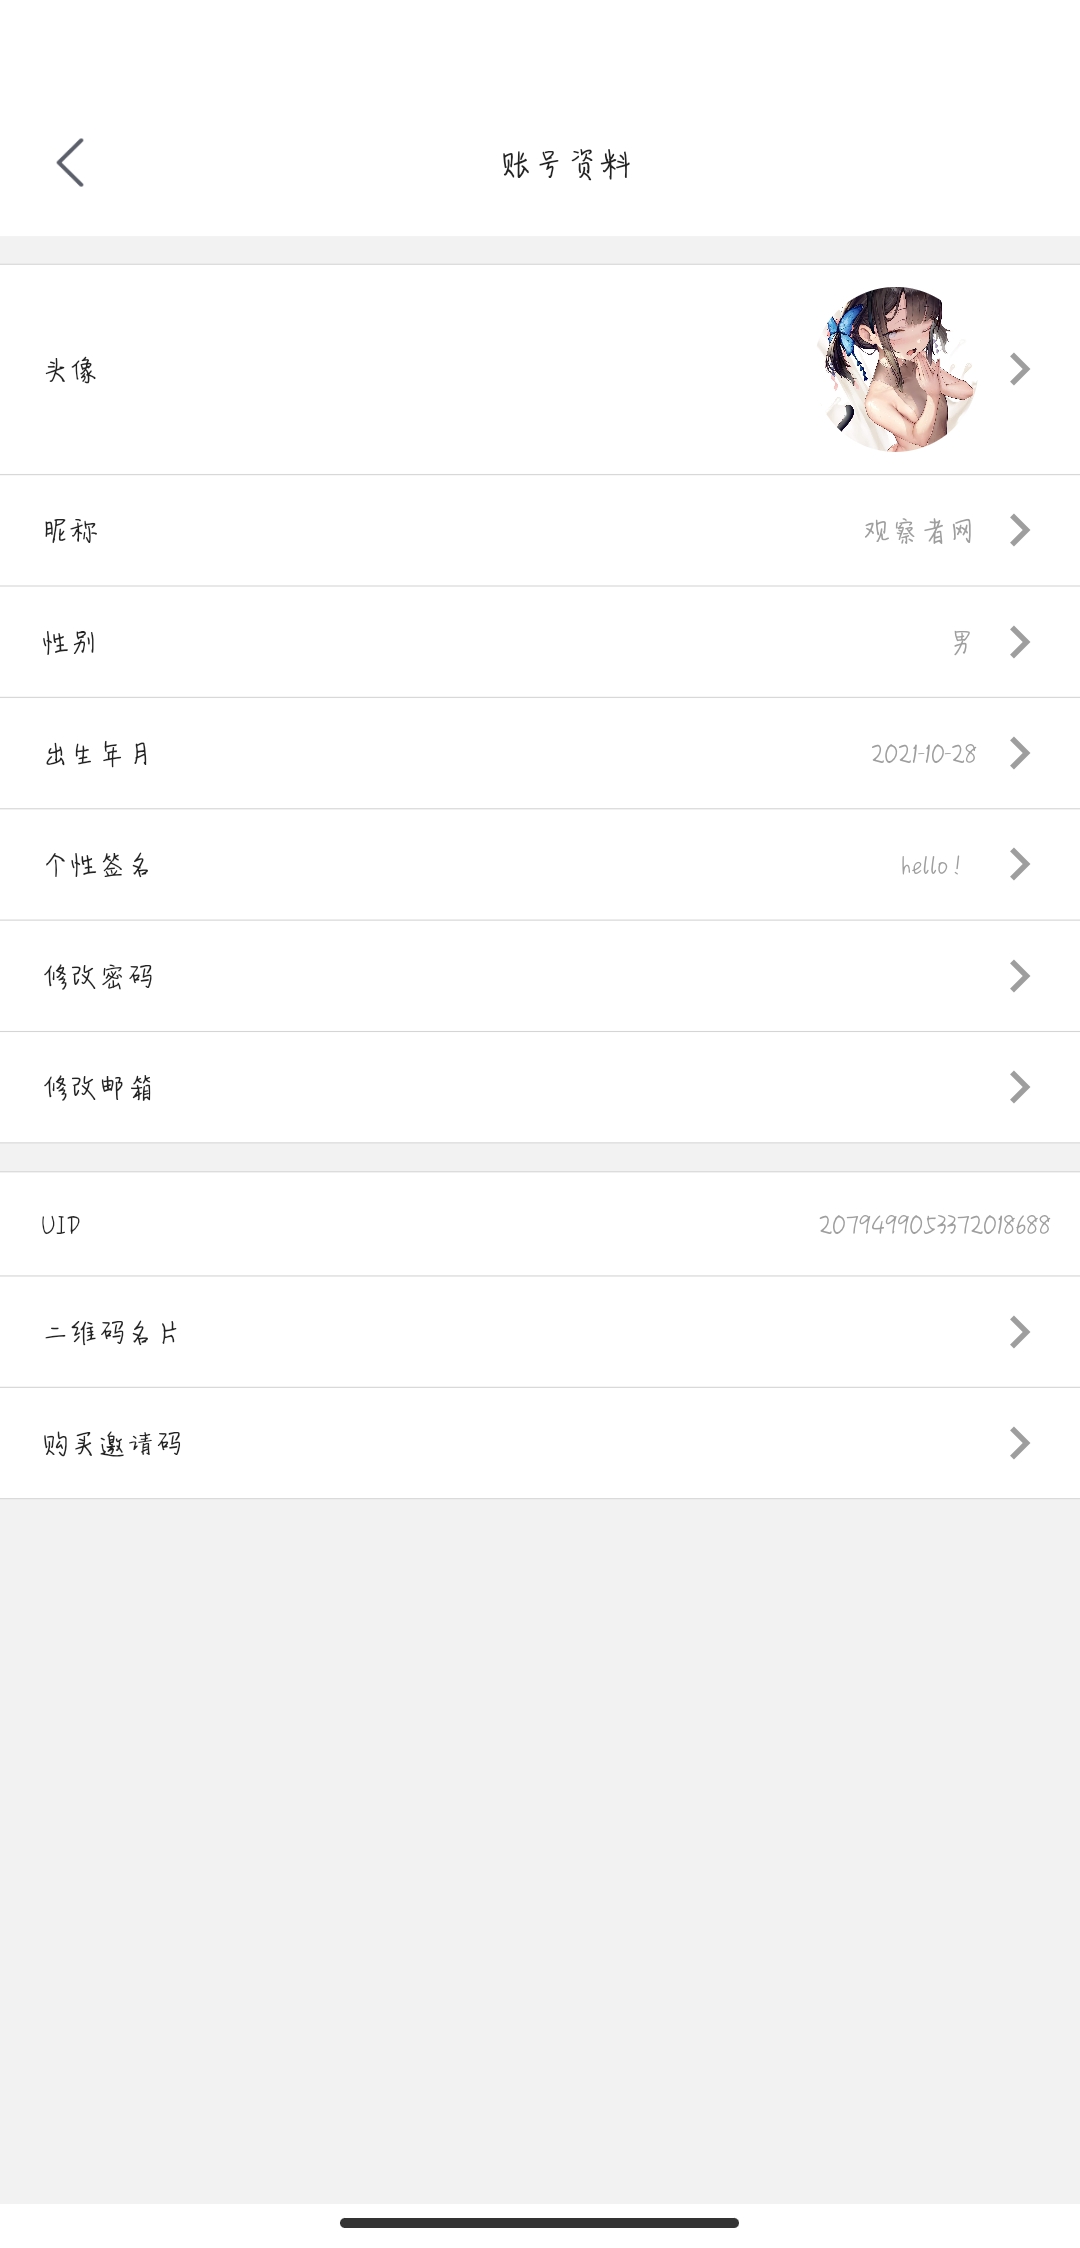 账号资料
头像
昵称 观察者网
性别 男
出生年月 2021-10-28
个性签名 hello！
修改密码
修改邮箱
UID 2079499053372018688
二维码名片
购买邀请码